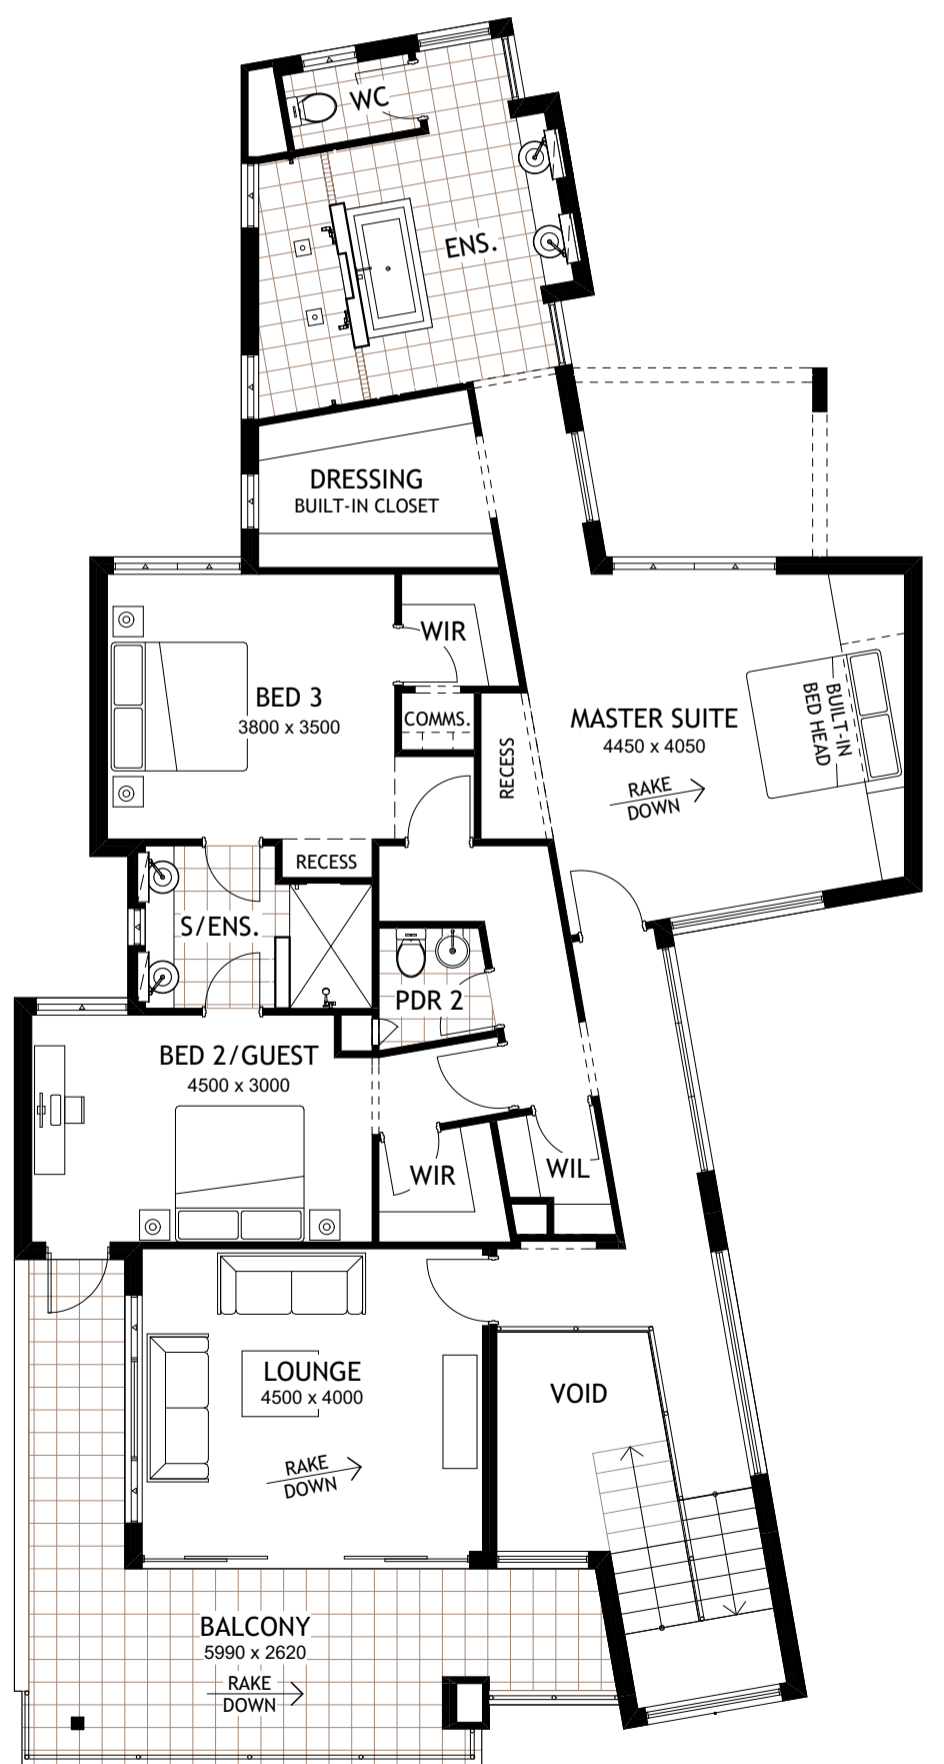 WC
ENS.
DRESSING
BUILT-IN CLOSET
WIR
BED 3
3800 x 3500
COMMS.
RECESS
MASTER SUITE
4450 x 4050
RAKE
DOWN
BUILT-IN
BED HEAD
RECESS
S/ENS.
PDR 2
BED 2/GUEST
4500 x 3000
WIR
WIL
LOUNGE
4500 x 4000
RAKE
DOWN
VOID
BALCONY
5990 x 2620
RAKE
DOWN